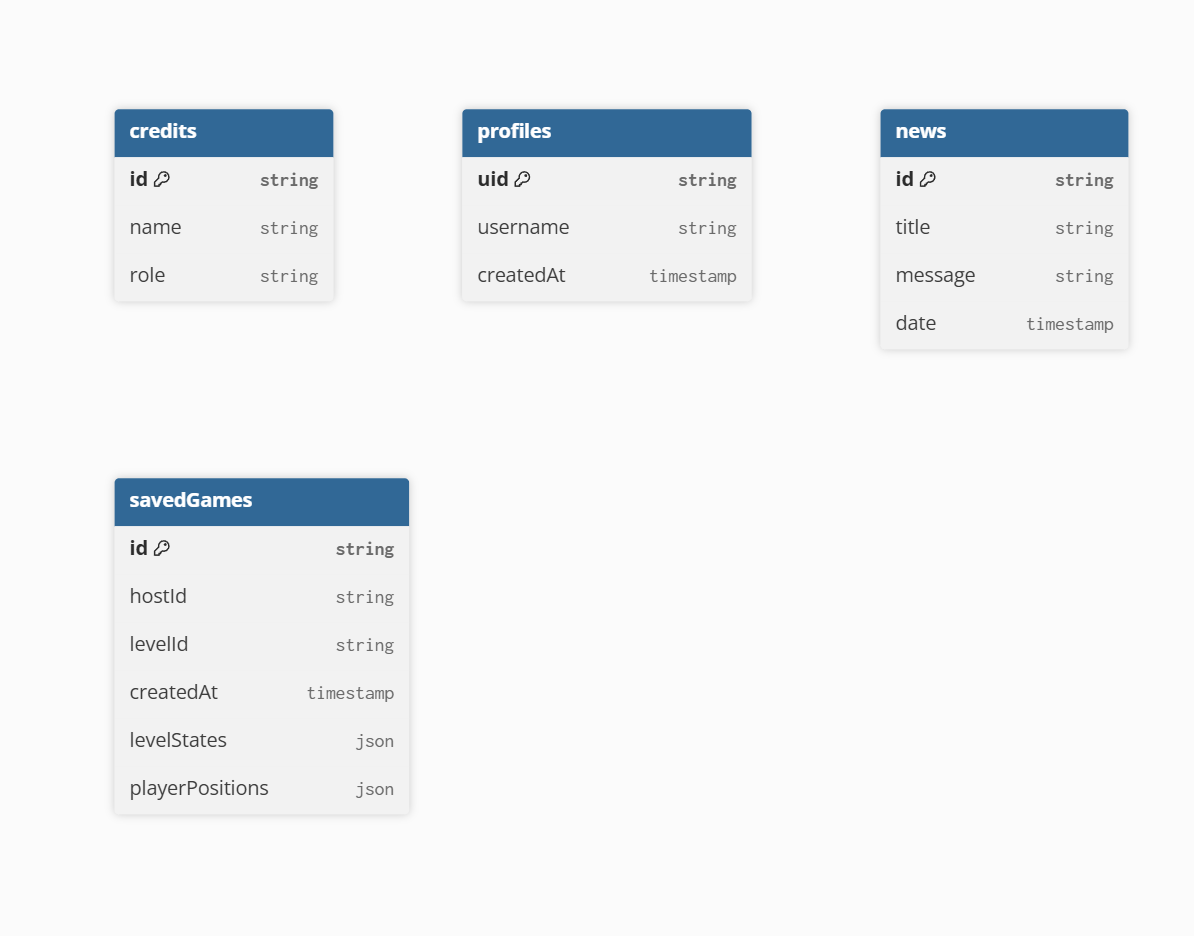 credits
id string
name string
role string
profiles
uid string
username string
createdAt timestamp
news
id string
title string
message string
date timestamp
savedGames
id string
hostId string
levelId string
createdAt timestamp
levelStates json
playerPositions json